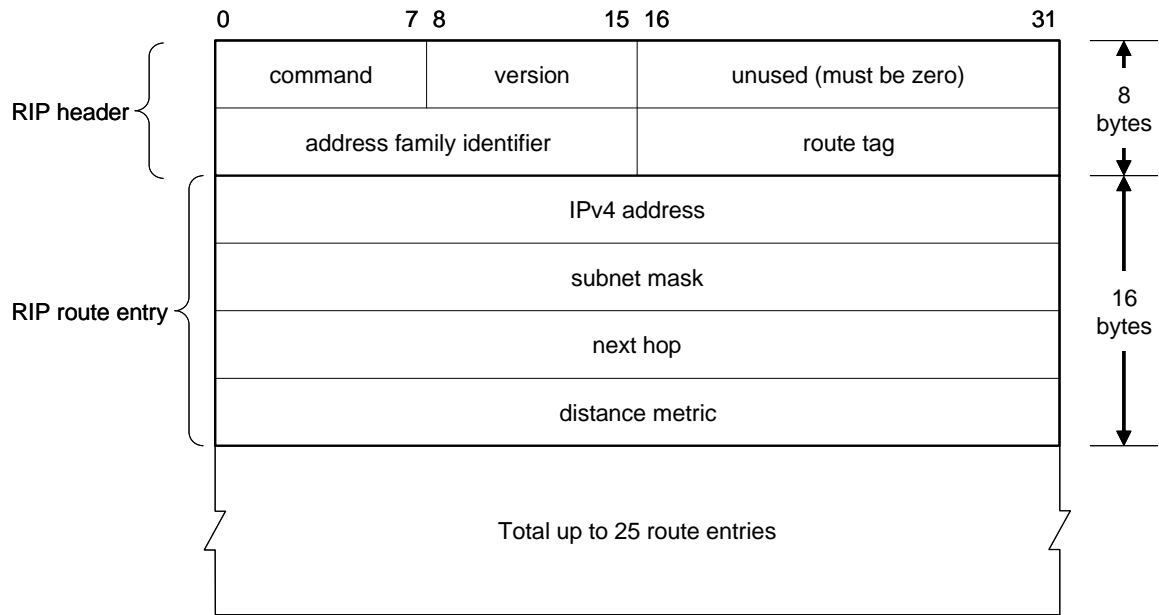 0 7 8 15 16 31
command version unused (must be zero)
RIP header
8
bytes
address family identifier route tag
IPv4 address
subnet mask
RIP route entry
16
bytes
next hop
distance metric
Total up to 25 route entries